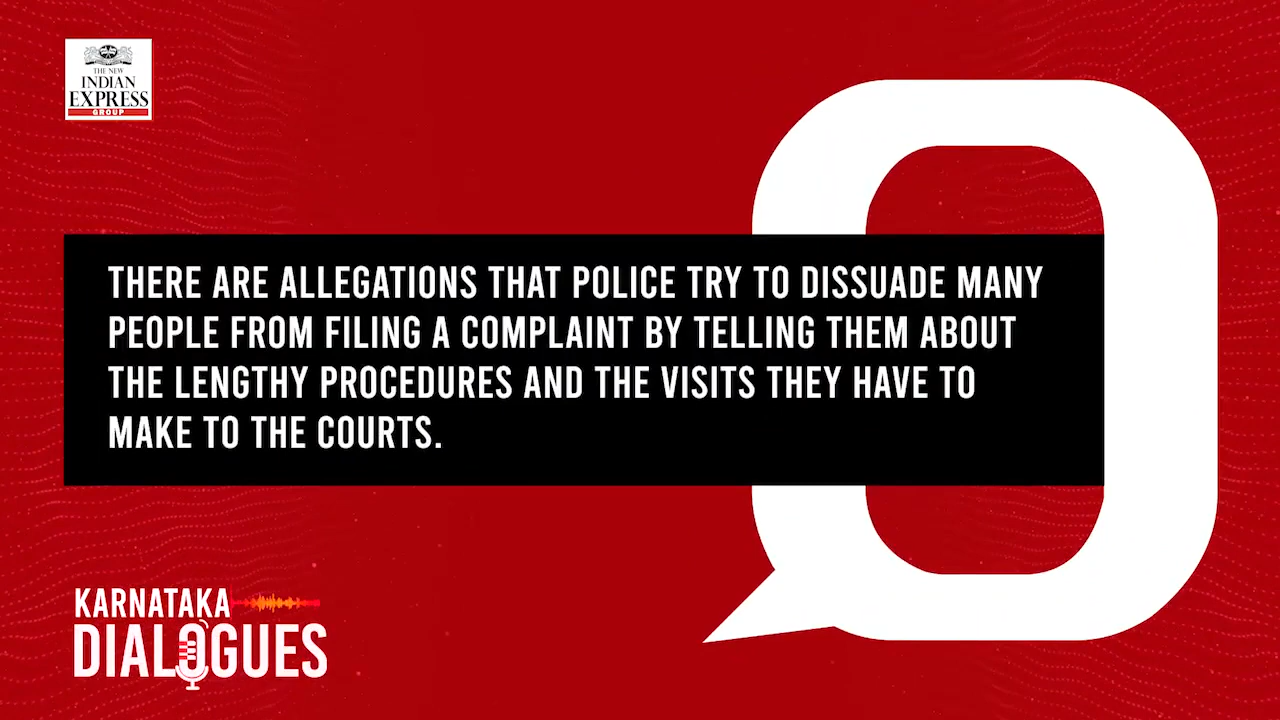 THE NEW
INDIAN
EXPRESS
GROUP
THERE ARE ALLEGATIONS THAT POLICE TRY TO DISSUADE MANY
PEOPLE FROM FILING A COMPLAINT BY TELLING THEM ABOUT
THE LENGTHY PROCEDURES AND THE VISITS THEY HAVE TO
MAKE TO THE COURTS.
KARNATAKA
DIALOGUES